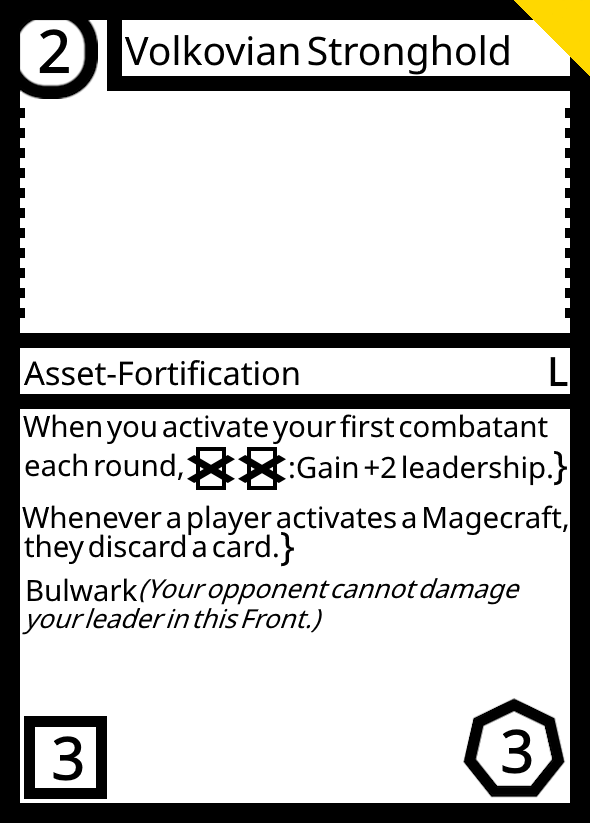 2
Volkovian Stronghold
Asset-Fortification L
When you activate your first combatant
each round, :Gain +2 leadership.}
Whenever a player activates a Magecraft,
they discard a card.}
Bulwark (Your opponent cannot damage
your leader in this Front.)
3
3